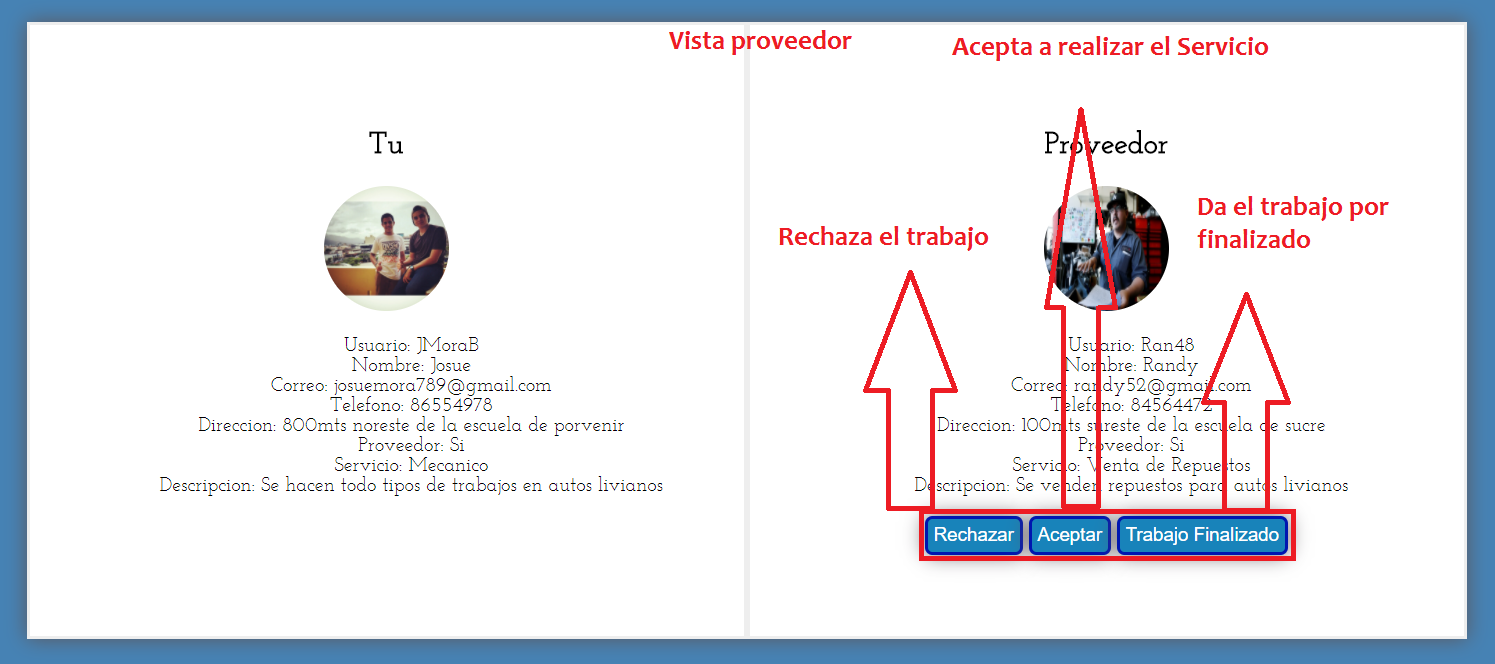 Vista proveedor
Acepta a realizar el Servicio
Tu
Usuario: JMoraB
Nombre: Josue
Correo: josuemora789@gmail.com
Telefono: 86554978
Direccion: 800mts noreste de la escuela de porvenir
Proveedor: Si
Servicio: Mecanico
Descripcion: Se hacen todo tipos de trabajos en autos livianos
Proveedor
Rechaza el trabajo
Da el trabajo por
finalizado
Usuario: Ran48
Nombre: Randy
Correo: randy52@gmail.com
Telefono: 84564472
Direccion: 100mts sureste de la escuela de sucre
Proveedor: Si
Servicio: Venta de Repuestos
Descripcion: Se venden repuestos para autos livianos
Rechazar Aceptar Trabajo Finalizado